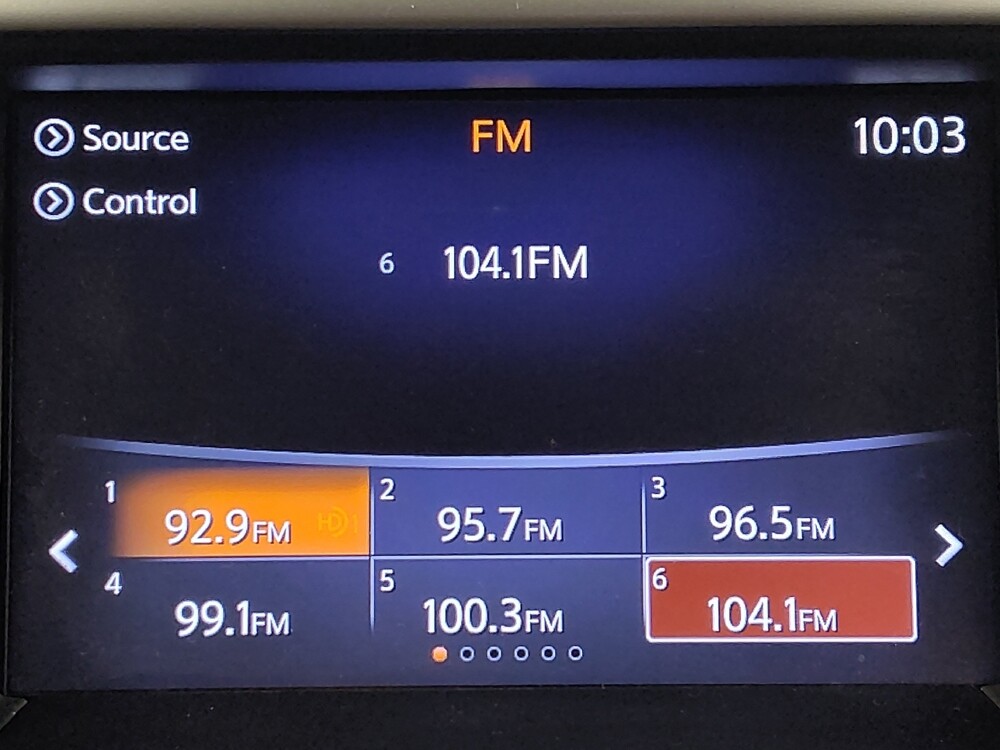 Source
FM
10:03
Control
6 104.1FM
1 92.9FM HD
2 95.7FM
3 96.5FM
4 99.1FM
5 100.3FM
6 104.1FM